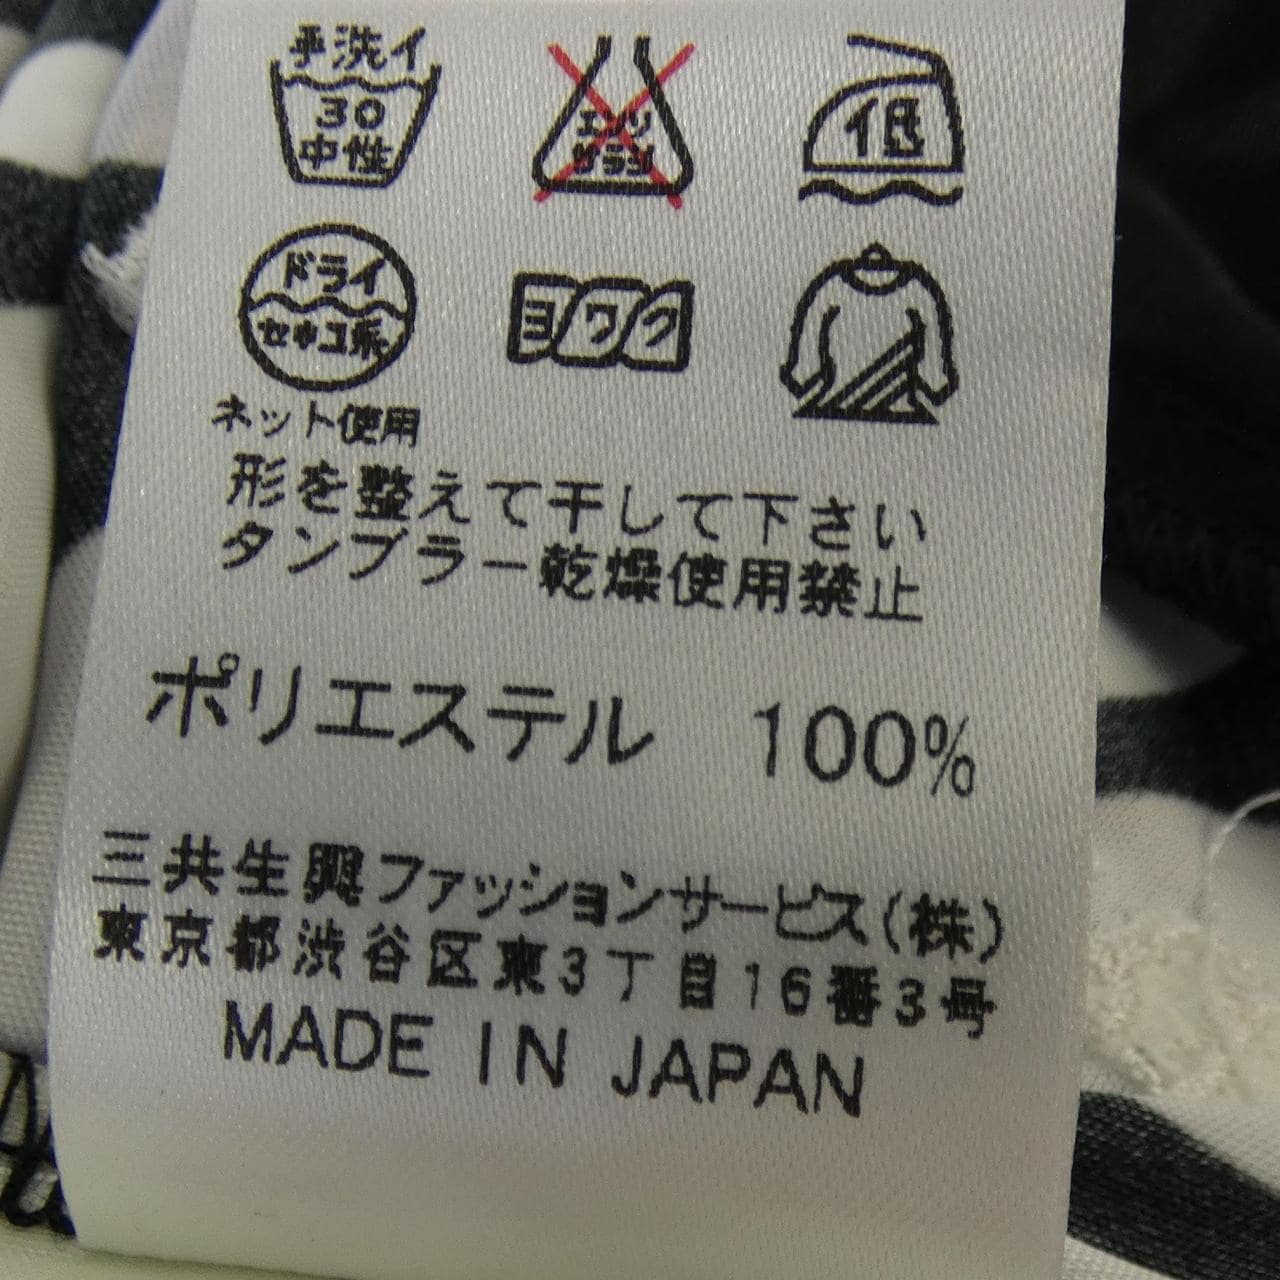 手洗イ
30
中性
エンソ
サラシ
低
ドライ
セキユ系
ヨワク
ネット使用
形を整えて干して下さい
タンブラー乾燥使用禁止
ポリエステル 100%
三共生興ファッションサービス(株)
東京都渋谷区東3丁目16番3号
MADE IN JAPAN